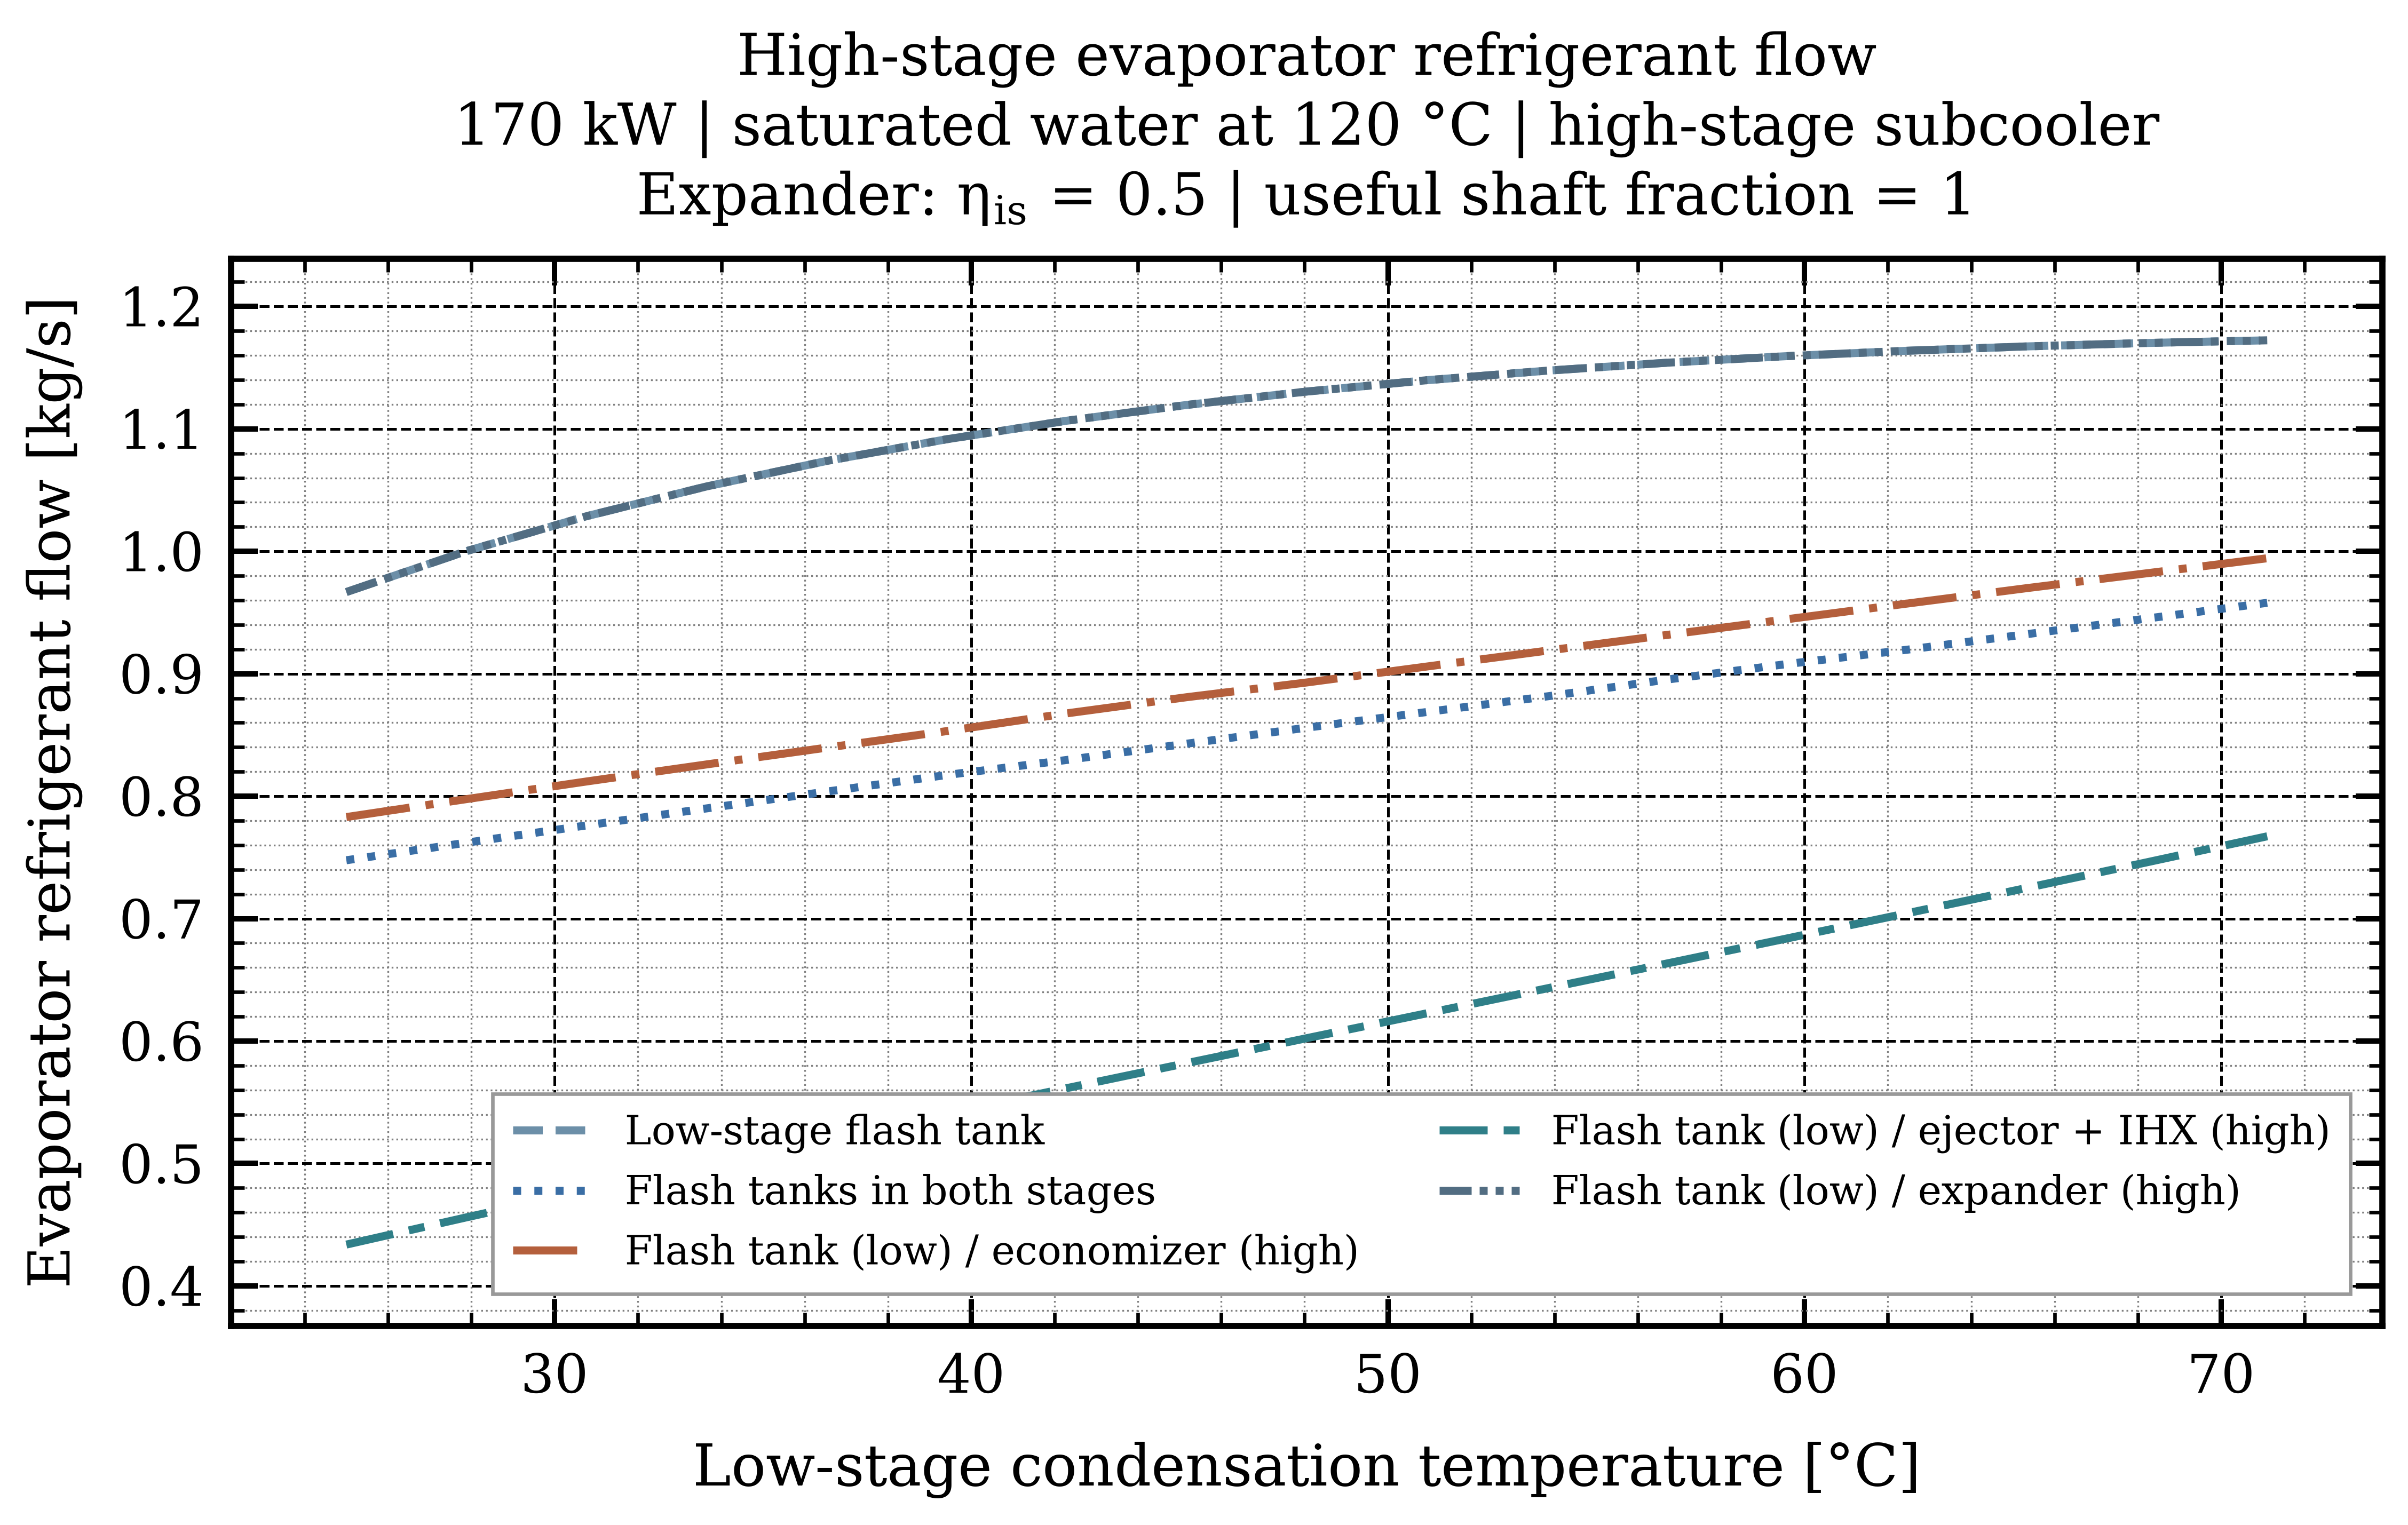 High-stage evaporator refrigerant flow
170 kW | saturated water at 120 °C | high-stage subcooler
Expander: ηis = 0.5 | useful shaft fraction = 1
Evaporator refrigerant flow [kg/s]
1.2
1.1
1.0
0.9
0.8
0.7
0.6
0.5
0.4
Low-stage flash tank
Flash tanks in both stages
Flash tank (low) / economizer (high)
Flash tank (low) / ejector + IHX (high)
Flash tank (low) / expander (high)
30 40 50 60 70
Low-stage condensation temperature [°C]